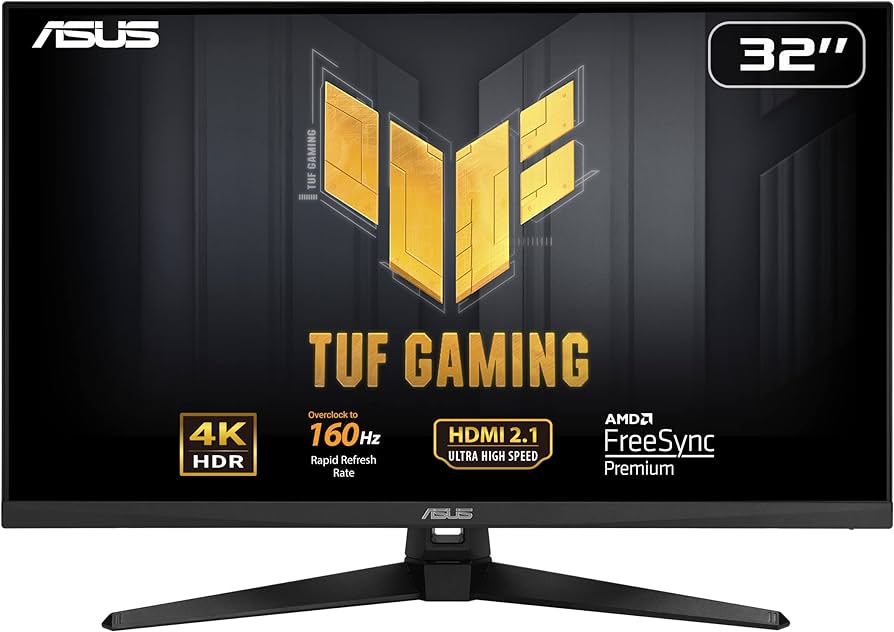 ASUS
32"
TUF GAMING
TUF GAMING
4K
HDR
Overclock to
160Hz
Rapid Refresh
Rate
HDMI 2.1
ULTRA HIGH SPEED
AMD
FreeSync
Premium
ASUS